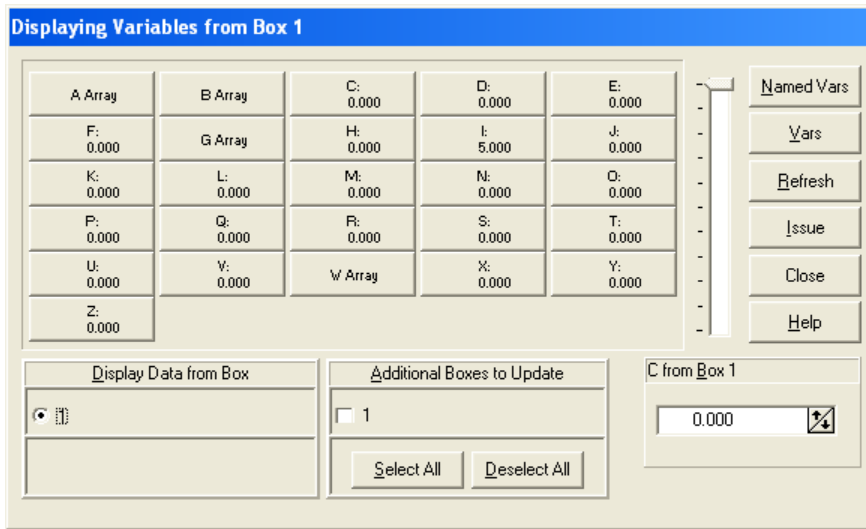 Displaying Variables from Box 1
A Array
B Array
C:
0.000
D:
0.000
E:
0.000
F:
0.000
G Array
H:
0.000
I:
5.000
J:
0.000
K:
0.000
L:
0.000
M:
0.000
N:
0.000
O:
0.000
P:
0.000
Q:
0.000
R:
0.000
S:
0.000
T:
0.000
U:
0.000
V:
0.000
W Array
X:
0.000
Y:
0.000
Z:
0.000
Named Vars
Vars
Refresh
Issue
Close
Help
Display Data from Box
1
Additional Boxes to Update
1
Select All
Deselect All
C from Box 1
0.000